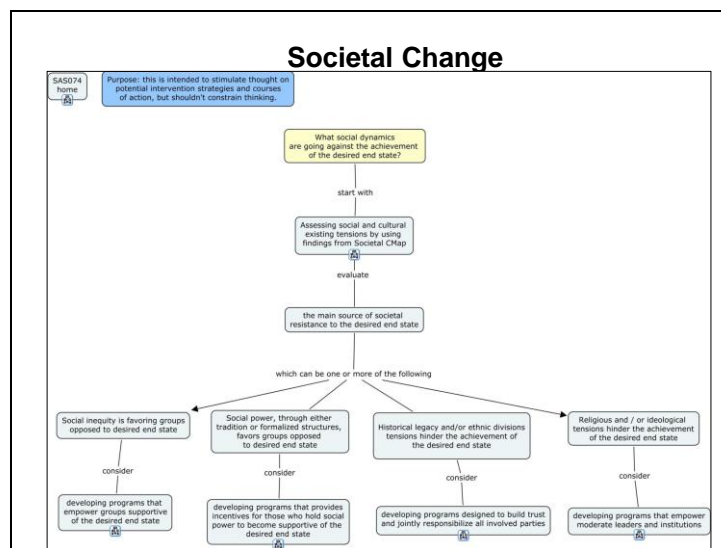 Societal Change
SAS074
home
Purpose: this is intended to stimulate thought on
potential intervention strategies and courses
of action, but shouldn't constrain thinking.
What social dynamics
are going against the achievement
of the desired end state?
start with
Assessing social and cultural
existing tensions by using
findings from Societal CMap
evaluate
the main source of societal
resistance to the desired end state
which can be one or more of the following
Social inequity is favoring groups
opposed to desired end state
consider
developing programs that
empower groups supportive
of the desired end state
Social power, through either
tradition or formalized structures,
favors groups opposed
to desired end state
consider
developing programs that provides
incentives for those who hold social
power to become supportive of the
desired end state
Historical legacy and/or ethnic divisions
tensions hinder the achievement of
the desired end state
consider
developing programs designed to build trust
and jointly responsibilize all involved parties
Religious and / or ideological
tensions hinder the achievement
of the desired end state
consider
developing programs that empower
moderate leaders and institutions